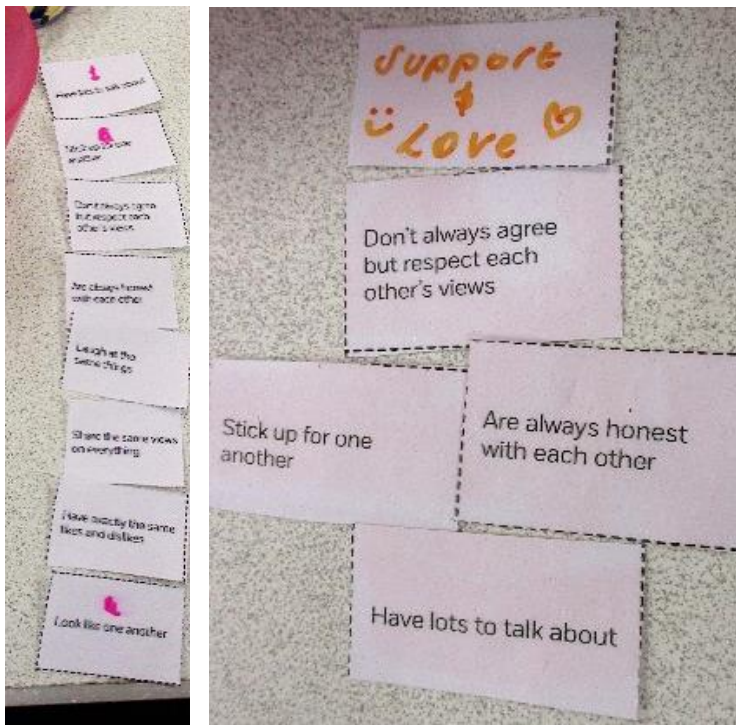 Have lots to talk about
Stick up for one
another
Don't always agree
but respect each
other's views
Are always honest
with each other
Laugh at the
same things
Share the same views
on everything
Have exactly the same
likes and dislikes
Look like one another
Support
&
Love
Don't always agree
but respect each
other's views
Stick up for one
another
Are always honest
with each other
Have lots to talk about